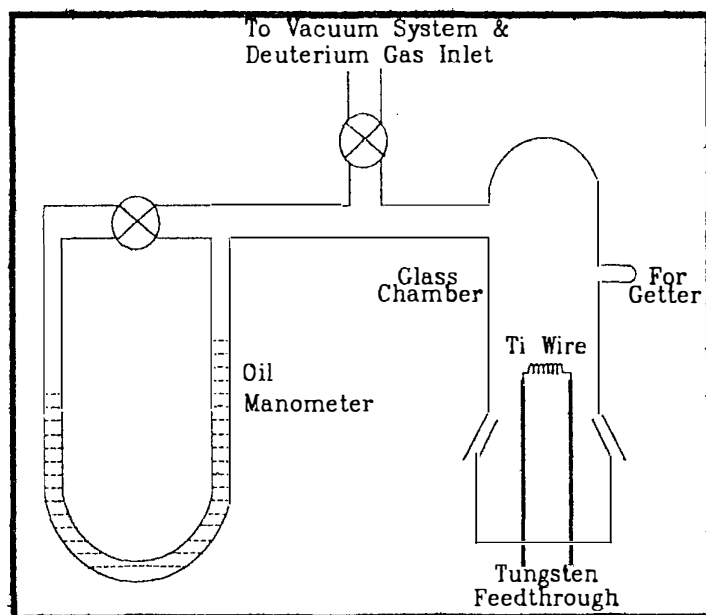 To Vacuum System &
Deuterium Gas Inlet
Glass
Chamber
For
Getter
Ti Wire
Oil
Manometer
Tungsten
Feedthrough